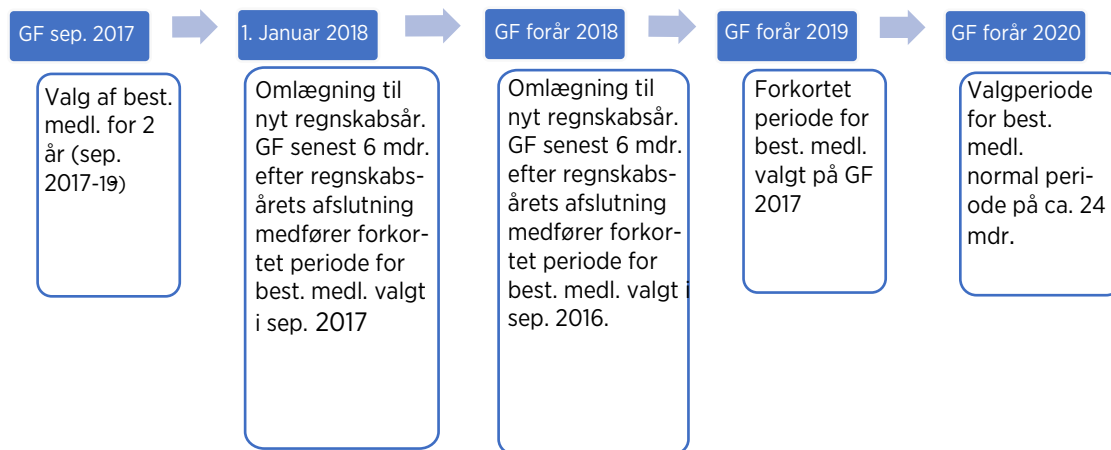 GF sep. 2017
Valg af best.
medl. for 2
år (sep.
2017-19)
1. Januar 2018
Omlægning til
nyt regnskabsår.
GF senest 6 mdr.
efter regnskabs-
årets afslutning
medfører forkor-
tet periode for
best. medl. valgt
i sep. 2017
GF forår 2018
Omlægning til
nyt regnskabsår.
GF senest 6 mdr.
efter regnskabs-
årets afslutning
medfører forkor-
tet periode for
best. medl. valgt i
sep. 2016.
GF forår 2019
Forkortet
periode for
best. medl.
valgt på GF
2017
GF forår 2020
Valgperiode
for best.
medl.
normal peri-
ode på ca. 24
mdr.